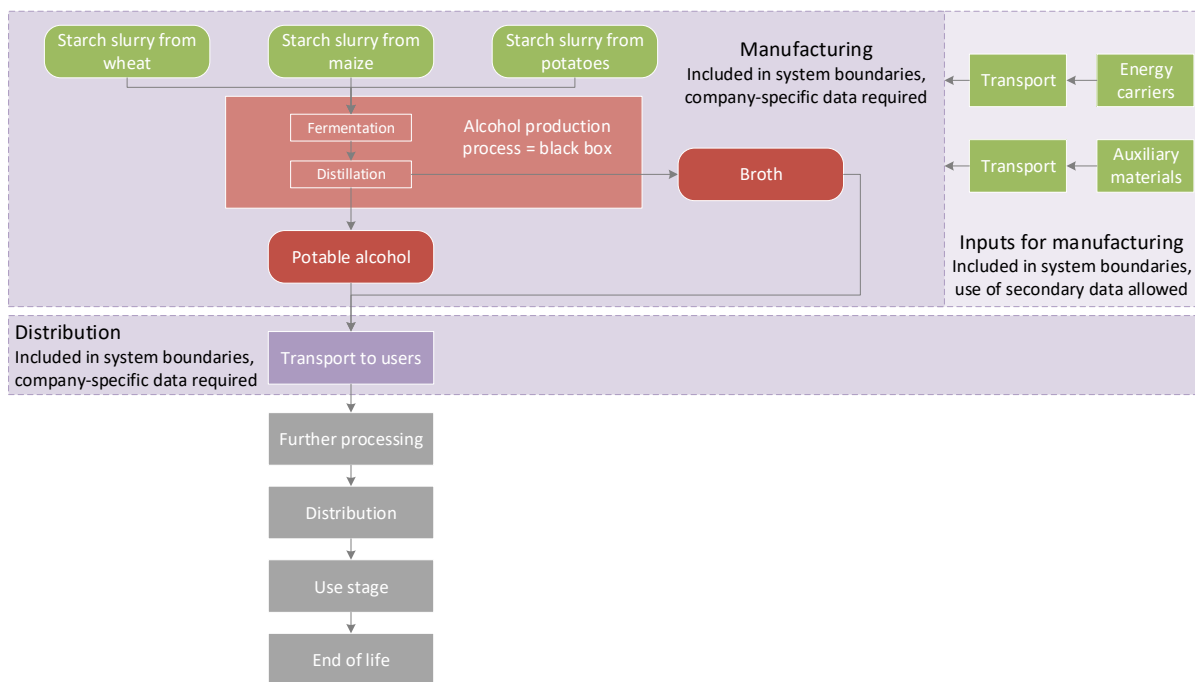 Starch slurry from
wheat
Starch slurry from
maize
Starch slurry from
potatoes
Manufacturing
Included in system boundaries,
company-specific data required
Transport
Energy
carriers
Fermentation
Alcohol production
process = black box
Distillation
Broth
Transport
Auxiliary
materials
Potable alcohol
Inputs for manufacturing
Included in system boundaries,
use of secondary data allowed
Distribution
Included in system boundaries,
company-specific data required
Transport to users
Further processing
Distribution
Use stage
End of life